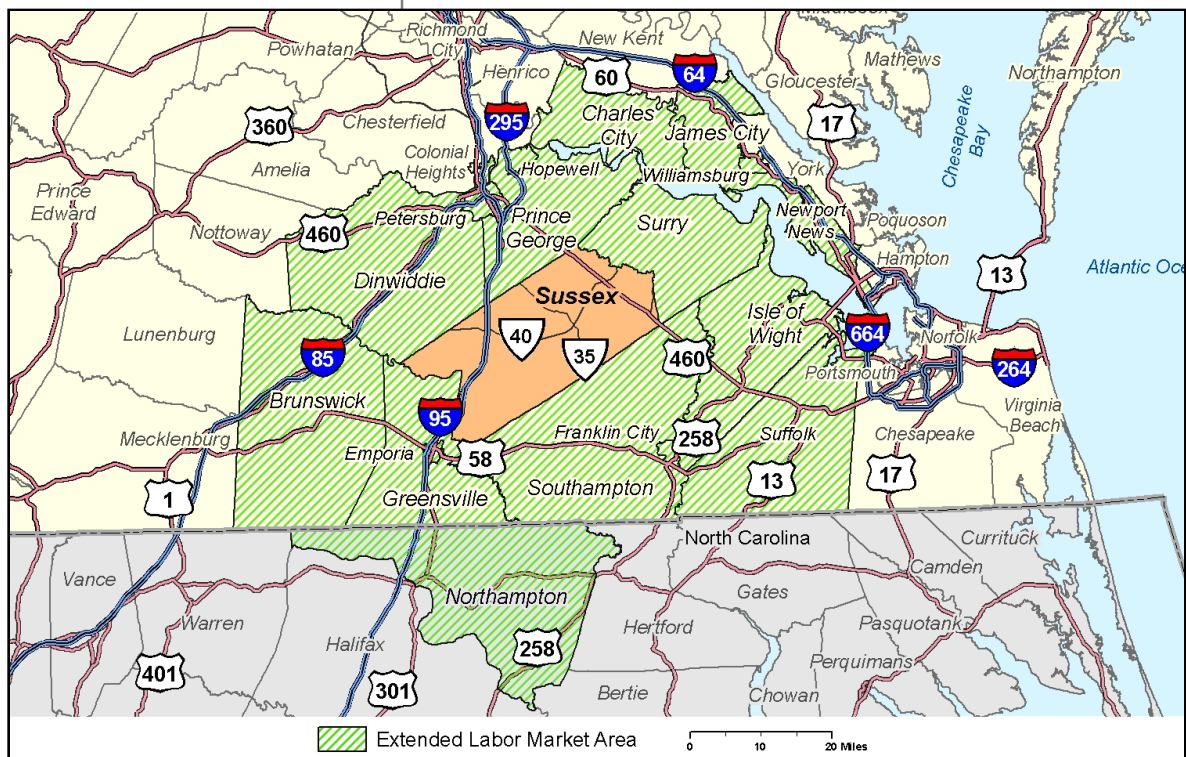 Middlesex
Richmond
City
New Kent
Powhatan
Mathews
Henrico
Gloucester
Northampton
60
64
360
295
Charles
City
17
Chesterfield
James City
Chesapeake
Bay
Amelia
Colonial
Heights
Hopewell
York
Williamsburg
Prince
Edward
Petersburg
Prince
George
Surry
Newport
News
Poquoson
460
Nottoway
Hampton
13
Atlantic Oce
Dinwiddie
Sussex
Isle of
Wight
40
35
664
Norfolk
Lunenburg
85
460
Portsmouth
264
Brunswick
95
Virginia
Beach
Mecklenburg
Franklin City
258
Suffolk
Chesapeake
Emporia
58
1
Greensville
Southampton
13
17
North Carolina
Currituck
Vance
Camden
Northampton
Gates
Warren
Hertford
Pasquotank
Halifax
258
Perquimans
401
301
Bertie
Chowan
Extended Labor Market Area
0 10 20 Miles